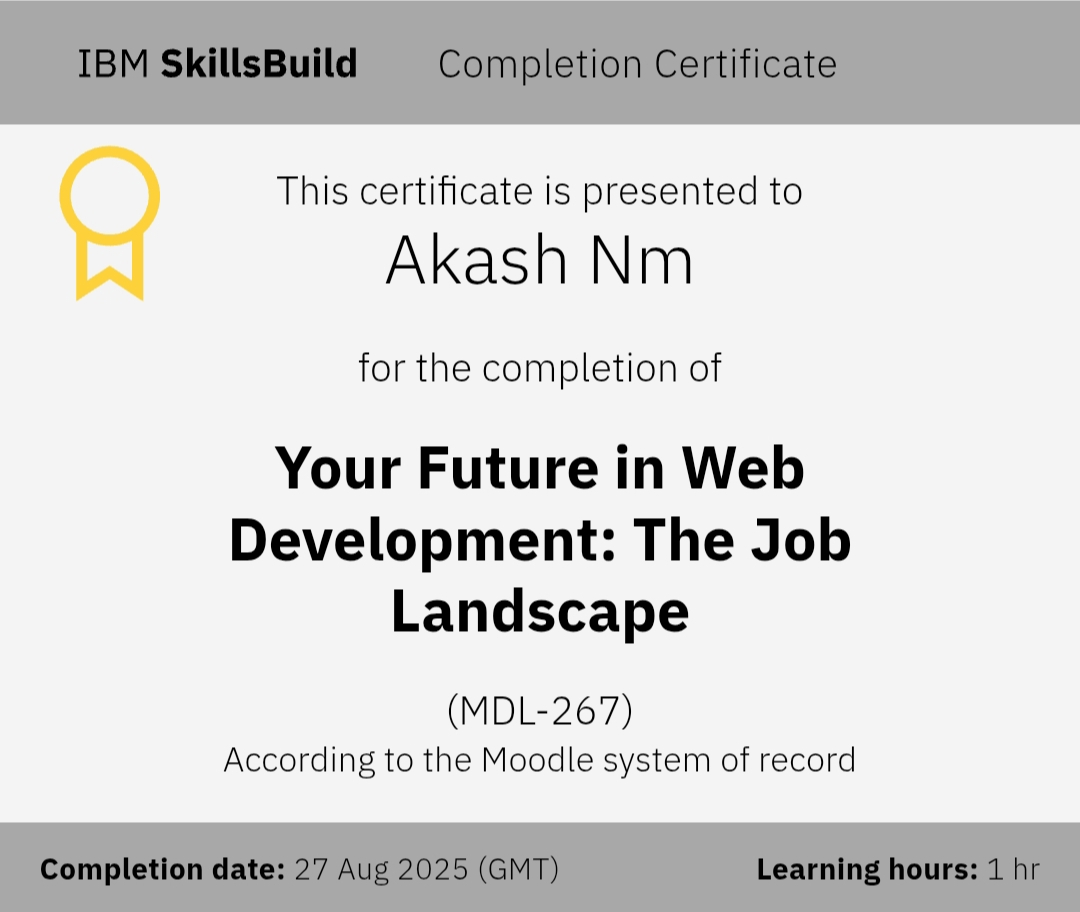 IBM SkillsBuild Completion Certificate
This certificate is presented to
Akash Nm
for the completion of
Your Future in Web
Development: The Job
Landscape
(MDL-267)
According to the Moodle system of record
Completion date: 27 Aug 2025 (GMT) Learning hours: 1 hr